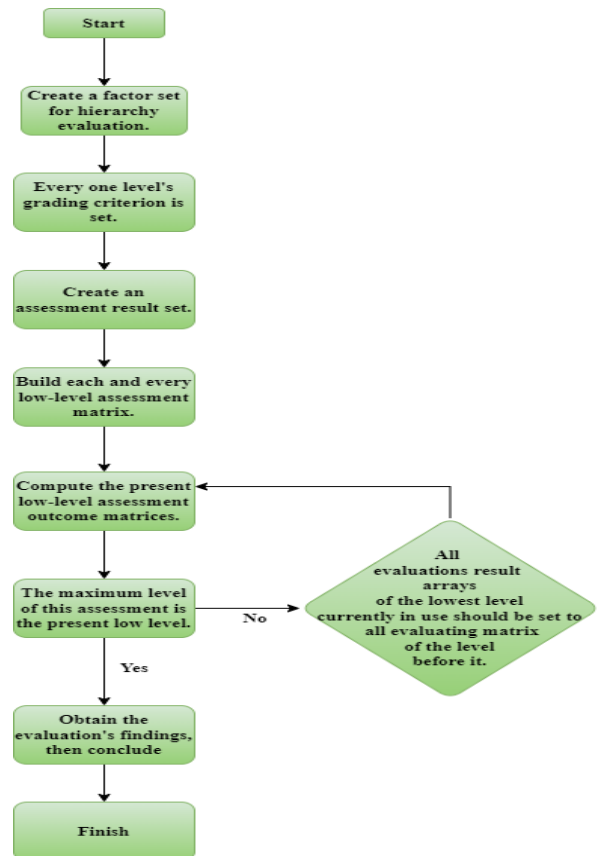 Start
Create a factor set
for hierarchy
evaluation.
Every one level's
grading criterion is
set.
Create an
assessment result set.
Build each and every
low-level assessment
matrix.
Compute the present
low-level assessment
outcome matrices.
The maximum level
of this assessment is
the present low level.
No
All
evaluations result
arrays
of the lowest level
currently in use should be set to
all evaluating matrix
of the level
before it.
Yes
Obtain the
evaluation's findings,
then conclude
Finish